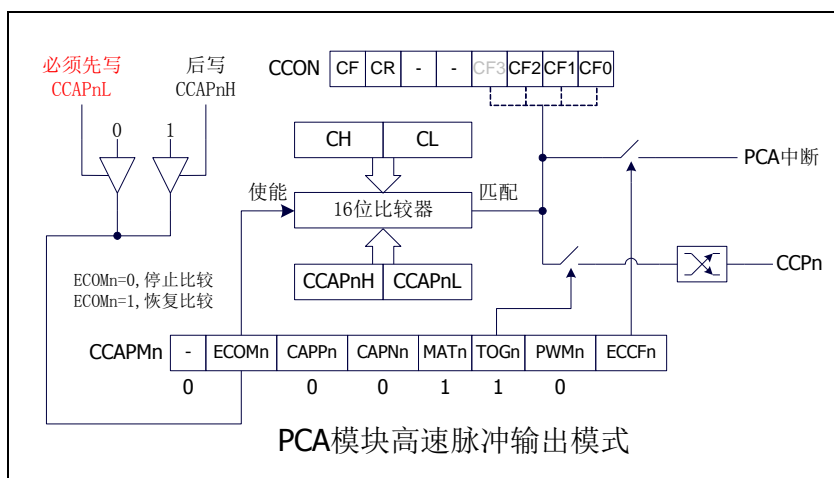 必须先写
CCAPnL
后写
CCAPnH
0
1
CCON
CF CR - - CF3 CF2 CF1 CF0
CH CL
PCA中断
使能
16位比较器
匹配
CCPn
CCAPnH CCAPnL
ECOMn=0,停止比较
ECOMn=1,恢复比较
CCAPMn
- ECOMn CAPPn CAPNn MATn TOGn PWMn ECCFn
0 0 0 1 1 0
PCA模块高速脉冲输出模式